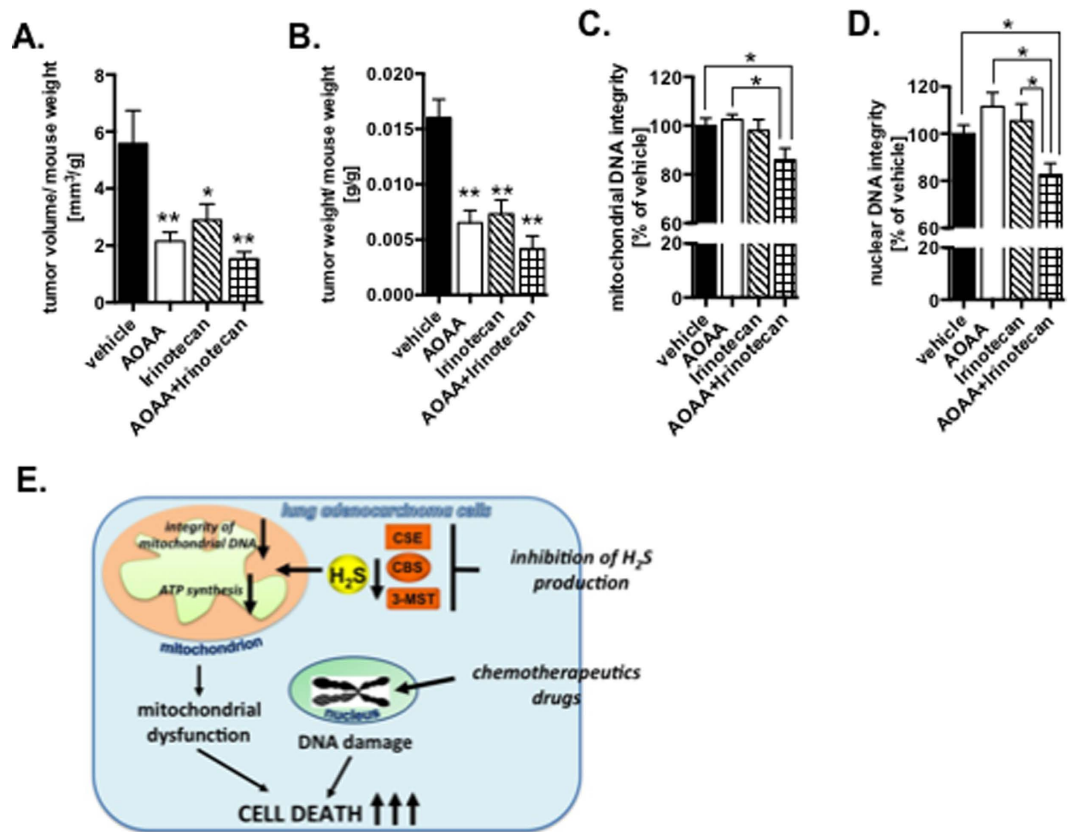 A.
tumor volume/ mouse weight
[mm³/g]
8
6
4
2
0
**
*
**
vehicle
AOAA
Irinotecan
AOAA+Irinotecan
B.
tumor weight/ mouse weight
[g/g]
0.020
0.015
0.010
0.005
0.000
**
**
**
vehicle
AOAA
Irinotecan
AOAA+Irinotecan
C.
mitochondrial DNA integrity
[% of vehicle]
120
100
80
60
20
0
*
*
vehicle
AOAA
Irinotecan
AOAA+Irinotecan
D.
nuclear DNA integrity
[% of vehicle]
120
100
80
60
20
0
*
*
*
vehicle
AOAA
Irinotecan
AOAA+Irinotecan
E.
lung adenocarcinoma cells
integrity of
mitochondrial DNA
ATP synthesis
mitochondrion
H₂S
CSE
CBS
3-MST
inhibition of H₂S
production
chemotherapeutics
drugs
nucleus
mitochondrial
dysfunction
DNA damage
CELL DEATH